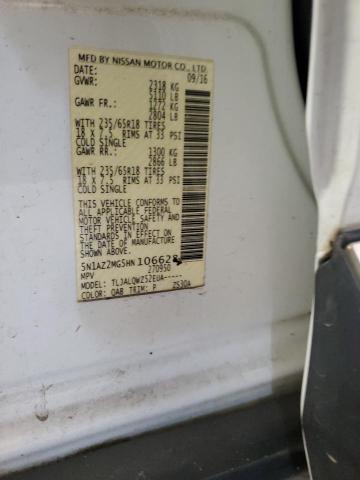 MFD BY NISSAN MOTOR CO., LTD.
DATE: 09/16
GVWR: 2318 KG
5110 LB
GAWR FR.: 1272 KG
2804 LB
WITH 235/65R18 TIRES
18 X 7.5 RIMS AT 33 PSI
COLD SINGLE
GAWR RR.: 1300 KG
2866 LB
WITH 235/65R18 TIRES
18 X 7.5 RIMS AT 33 PSI
COLD SINGLE
THIS VEHICLE CONFORMS TO
ALL APPLICABLE FEDERAL
MOTOR VEHICLE SAFETY AND
THEFT PREVENTION
STANDARDS IN EFFECT ON
THE DATE OF MANUFACTURE
SHOWN ABOVE.
5N1AZ2MG5HN
MPV 270950
MODEL: TLJALQWZ52EUA-----
COLOR: QAB TRIM: P ZS30A